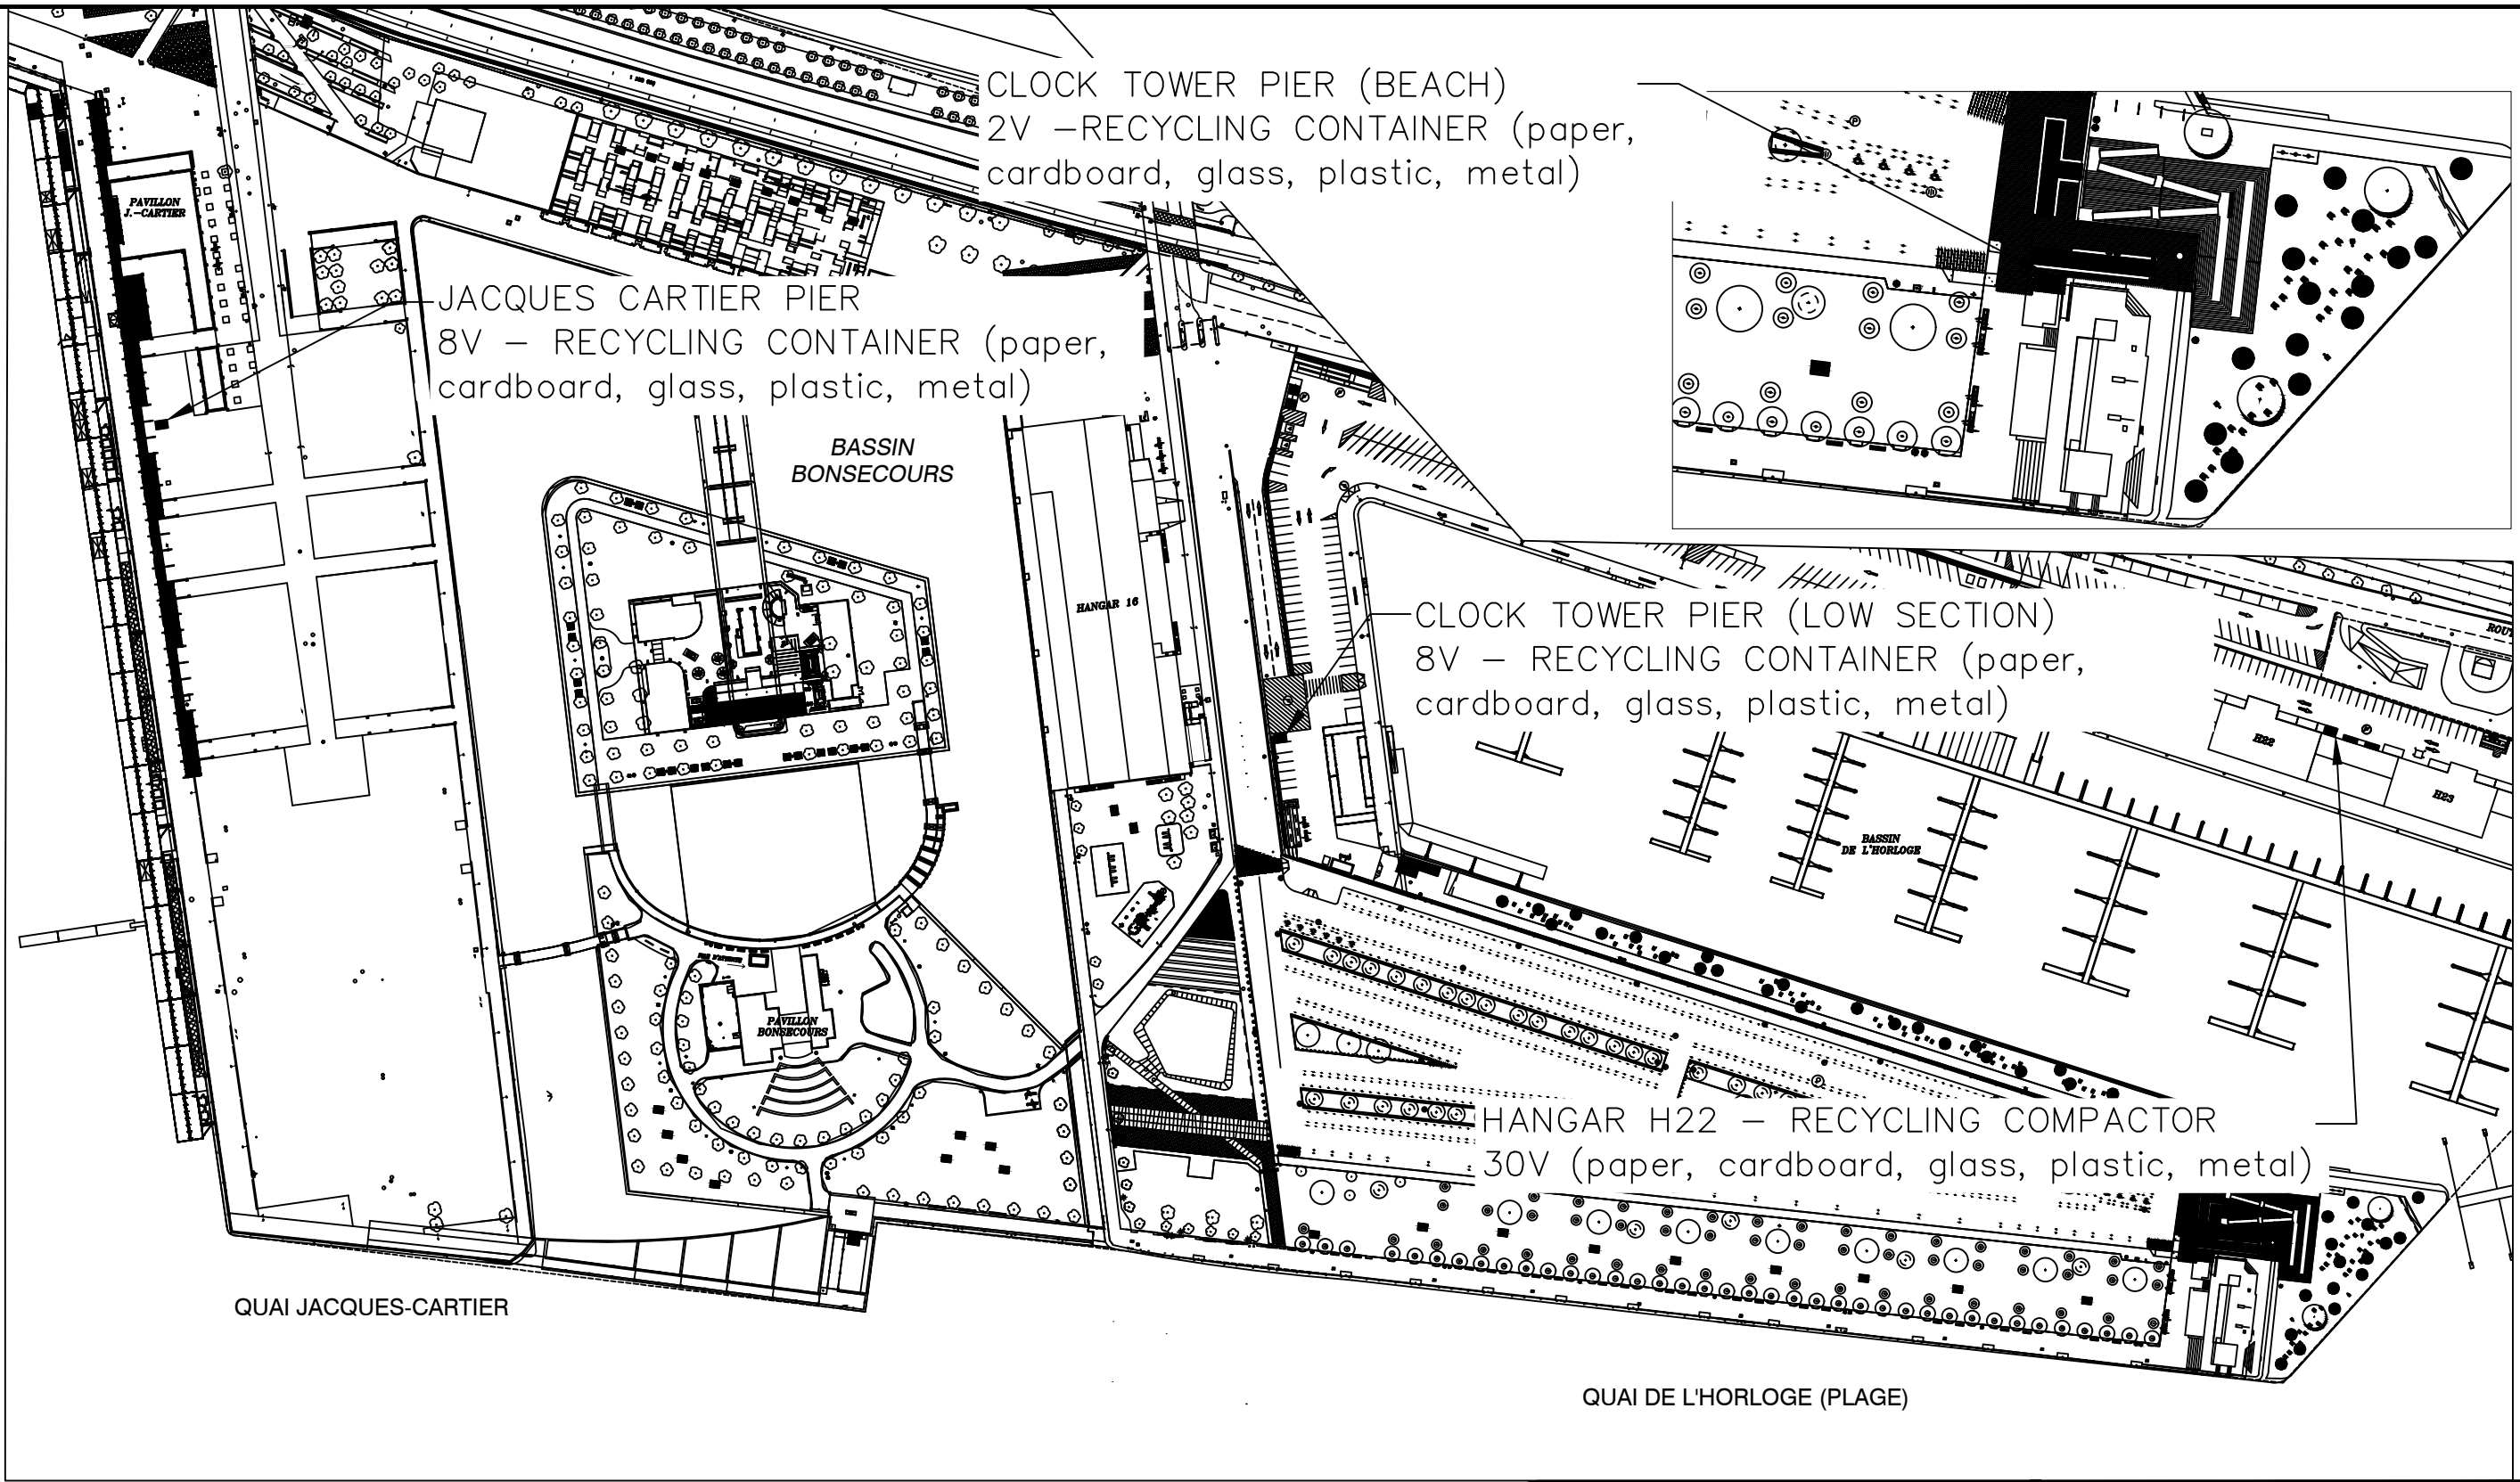 CLOCK TOWER PIER (BEACH)
2V –RECYCLING CONTAINER (paper,
cardboard, glass, plastic, metal)
PAVILLON
J.-CARTIER
JACQUES CARTIER PIER
8V – RECYCLING CONTAINER (paper,
cardboard, glass, plastic, metal)
BASSIN
BONSECOURS
HANGAR 16
CLOCK TOWER PIER (LOW SECTION)
8V – RECYCLING CONTAINER (paper,
cardboard, glass, plastic, metal)
ROUT
H22
H23
BASSIN
DE L'HORLOGE
PAVILLON
BONSECOURS
HANGAR H22 – RECYCLING COMPACTOR
30V (paper, cardboard, glass, plastic, metal)
QUAI JACQUES-CARTIER
QUAI DE L'HORLOGE (PLAGE)